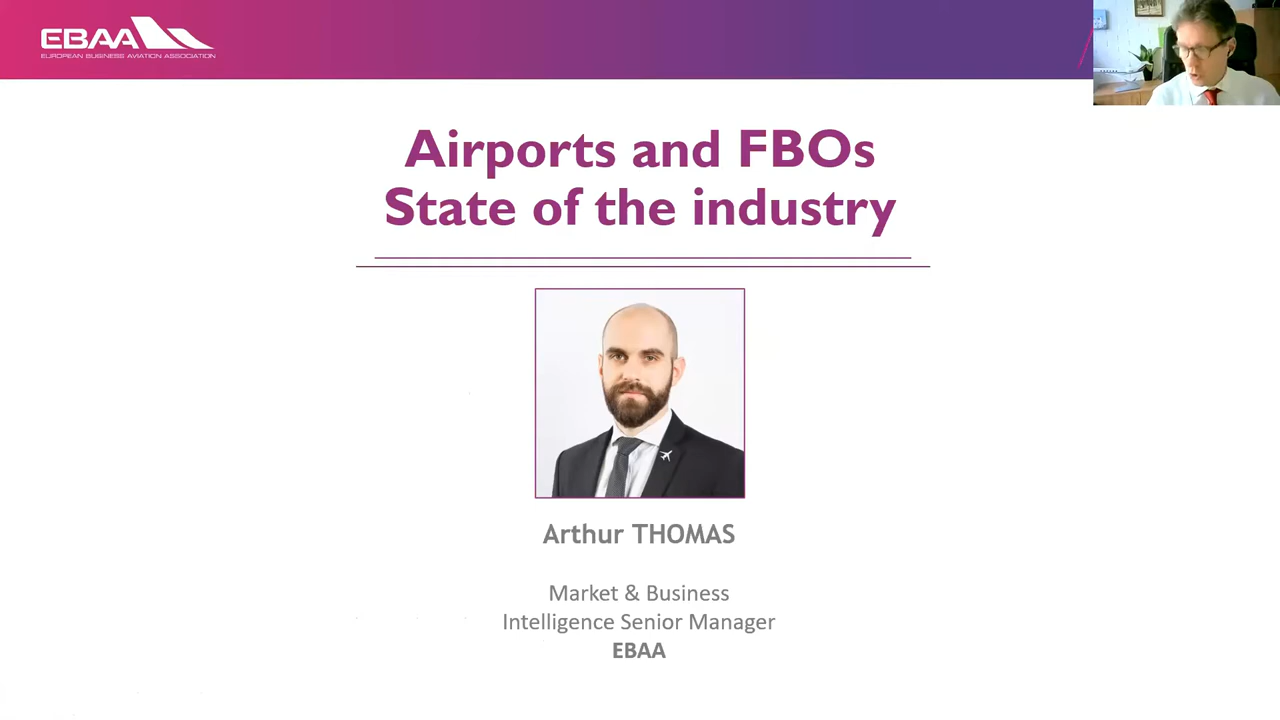 EBAA
EUROPEAN BUSINESS AVIATION ASSOCIATION
Airports and FBOs
State of the industry
Arthur THOMAS
Market & Business
Intelligence Senior Manager
EBAA